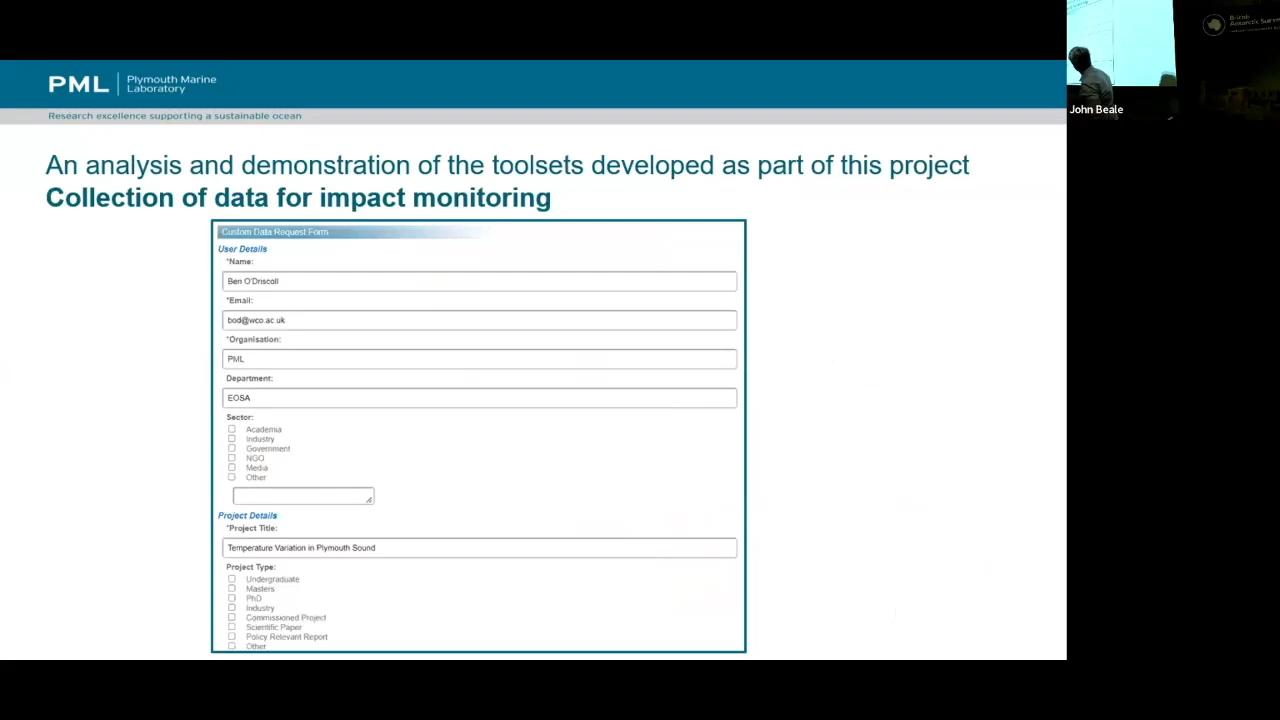 PML
Plymouth Marine
Laboratory
Research excellence supporting a sustainable ocean
An analysis and demonstration of the toolsets developed as part of this project
Collection of data for impact monitoring
Custom Data Request Form
User Details
*Name:
Ben O'Driscoll
*Email:
bod@wco.ac.uk
*Organisation:
PML
Department:
EOSA
Sector:
Academia
Industry
Government
NGO
Media
Other
Project Details
*Project Title:
Temperature Variation in Plymouth Sound
Project Type:
Undergraduate
Masters
PhD
Industry
Commissioned Project
Scientific Paper
Policy Relevant Report
Other
John Beale
British
Antarctic Survey